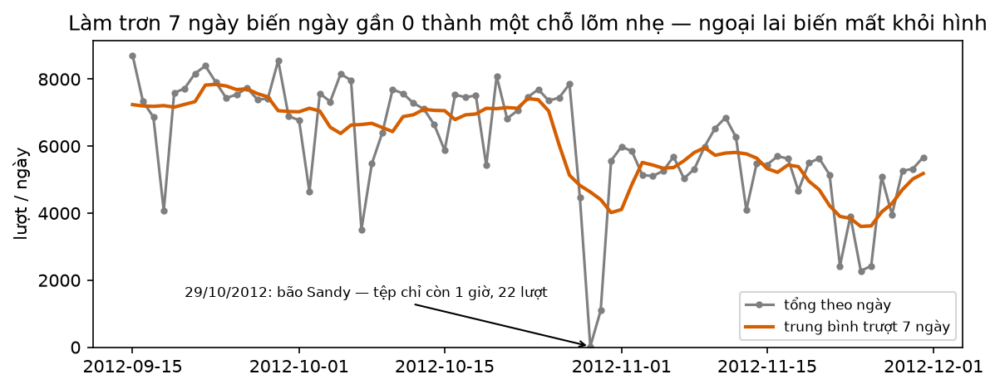 Làm trơn 7 ngày biến ngày gần 0 thành một chỗ lõm nhẹ — ngoại lai biến mất khỏi hình
lượt / ngày
8000
6000
4000
2000
0
29/10/2012: bão Sandy — tệp chỉ còn 1 giờ, 22 lượt
tổng theo ngày
trung bình trượt 7 ngày
2012-09-15
2012-10-01
2012-10-15
2012-11-01
2012-11-15
2012-12-01